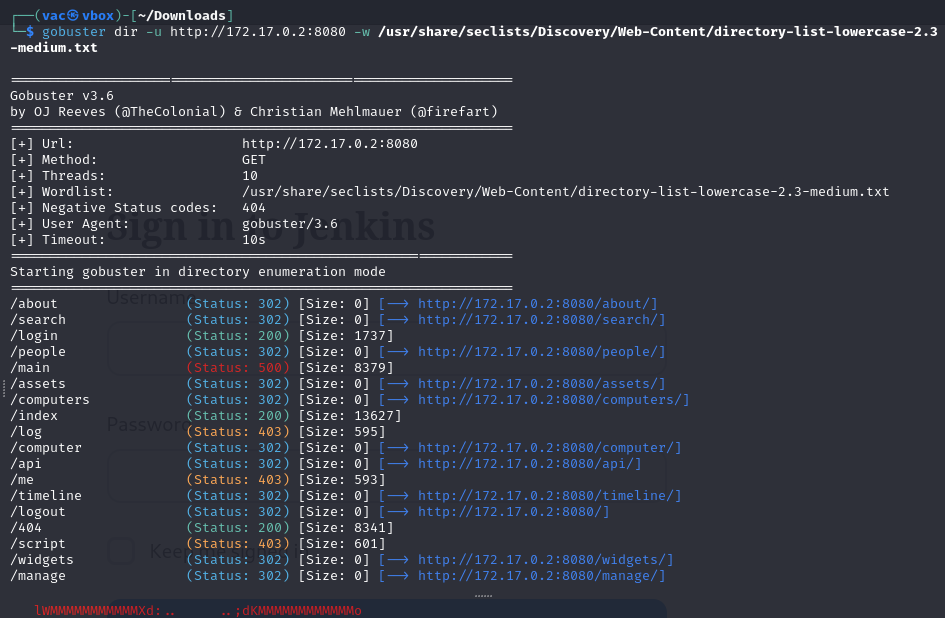 ┌──(vac㉿vbox)-[~/Downloads]
└─$ gobuster dir -u http://172.17.0.2:8080 -w /usr/share/seclists/Discovery/Web-Content/directory-list-lowercase-2.3
-medium.txt
===============================================================
Gobuster v3.6
by OJ Reeves (@TheColonial) & Christian Mehlmauer (@firefart)
===============================================================
[+] Url:                     http://172.17.0.2:8080
[+] Method:                  GET
[+] Threads:                 10
[+] Wordlist:                /usr/share/seclists/Discovery/Web-Content/directory-list-lowercase-2.3-medium.txt
[+] Negative Status codes:   404
[+] User Agent:              gobuster/3.6
Sign in to Jenkins
[+] Timeout:                 10s
===============================================================
Starting gobuster in directory enumeration mode
===============================================================
Username
/about                (Status: 302) [Size: 0] [--> http://172.17.0.2:8080/about/]
/search               (Status: 302) [Size: 0] [--> http://172.17.0.2:8080/search/]
/login                (Status: 200) [Size: 1737]
/people               (Status: 302) [Size: 0] [--> http://172.17.0.2:8080/people/]
/main                 (Status: 500) [Size: 8379]
/assets               (Status: 302) [Size: 0] [--> http://172.17.0.2:8080/assets/]
/computers            (Status: 302) [Size: 0] [--> http://172.17.0.2:8080/computers/]
/index                (Status: 200) [Size: 13627]
Password
/log                  (Status: 403) [Size: 595]
/computer             (Status: 302) [Size: 0] [--> http://172.17.0.2:8080/computer/]
/api                  (Status: 302) [Size: 0] [--> http://172.17.0.2:8080/api/]
/me                   (Status: 403) [Size: 593]
/timeline             (Status: 302) [Size: 0] [--> http://172.17.0.2:8080/timeline/]
/logout               (Status: 302) [Size: 0] [--> http://172.17.0.2:8080/]
/404                  (Status: 200) [Size: 8341]
/script               (Status: 403) [Size: 601]
Keep
/widgets              (Status: 302) [Size: 0] [--> http://172.17.0.2:8080/widgets/]
/manage               (Status: 302) [Size: 0] [--> http://172.17.0.2:8080/manage/]
lWMMMMMMMMMMMXd:..      ..;dKMMMMMMMMMMMMo